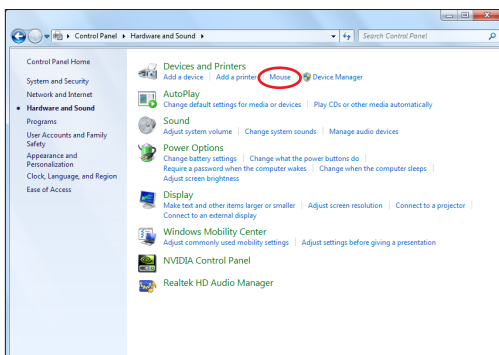 Control Panel Hardware and Sound Search Control Panel
Control Panel Home
System and Security
Network and Internet
Hardware and Sound
Programs
User Accounts and Family
Safety
Appearance and
Personalization
Clock, Language, and Region
Ease of Access
Devices and Printers
Add a device Add a printer Mouse Device Manager
AutoPlay
Change default settings for media or devices Play CDs or other media automatically
Sound
Adjust system volume Change system sounds Manage audio devices
Power Options
Change battery settings Change what the power buttons do
Require a password when the computer wakes Change when the computer sleeps
Adjust screen brightness
Display
Make text and other items larger or smaller Adjust screen resolution Connect to a projector
Connect to an external display
Windows Mobility Center
Adjust commonly used mobility settings Adjust settings before giving a presentation
NVIDIA Control Panel
Realtek HD Audio Manager